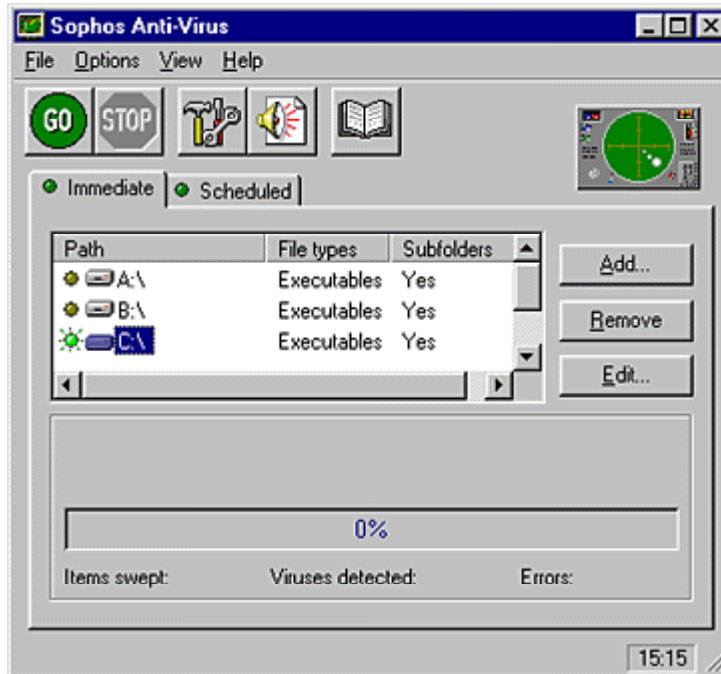 Sophos Anti-Virus
File Options View Help
GO STOP
Immediate Scheduled
Path File types Subfolders
A:\ Executables Yes
B:\ Executables Yes
C:\ Executables Yes
Add...
Remove
Edit...
0%
Items swept: Viruses detected: Errors:
15:15